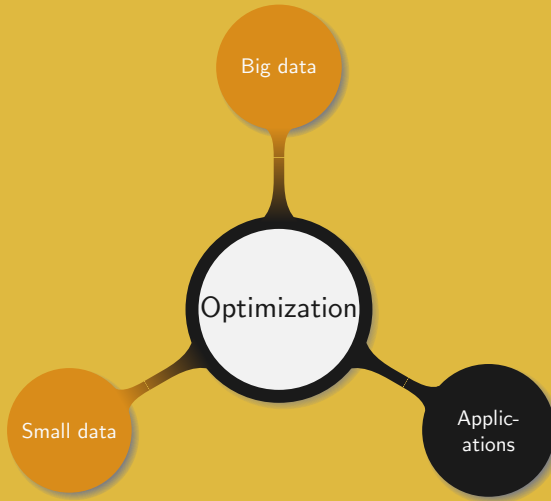 Big data
Optimization
Small data
Applic-
ations